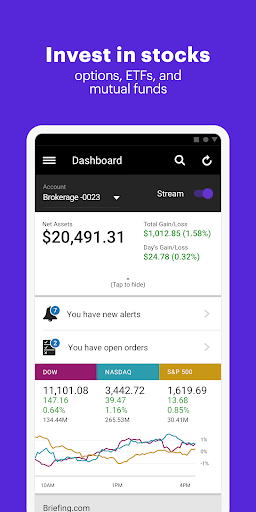 Invest in stocks
options, ETFs, and
mutual funds
Dashboard
Account
Brokerage -0023
Stream
Net Assets
$20,491.31
Total Gain/Loss
$1,012.85 (1.58%)
Day's Gain/Loss
$24.78 (0.32%)
(Tap to hide)
7
You have new alerts
2
You have open orders
DOW NASDAQ S&P 500
11,101.08 3,442.72 1,619.69
147.16 39.47 13.68
0.64% 1.16% 0.85%
134.44M 265.53M 30.41M
1%
0%
-1%
10AM 1PM 4PM
Briefing.com